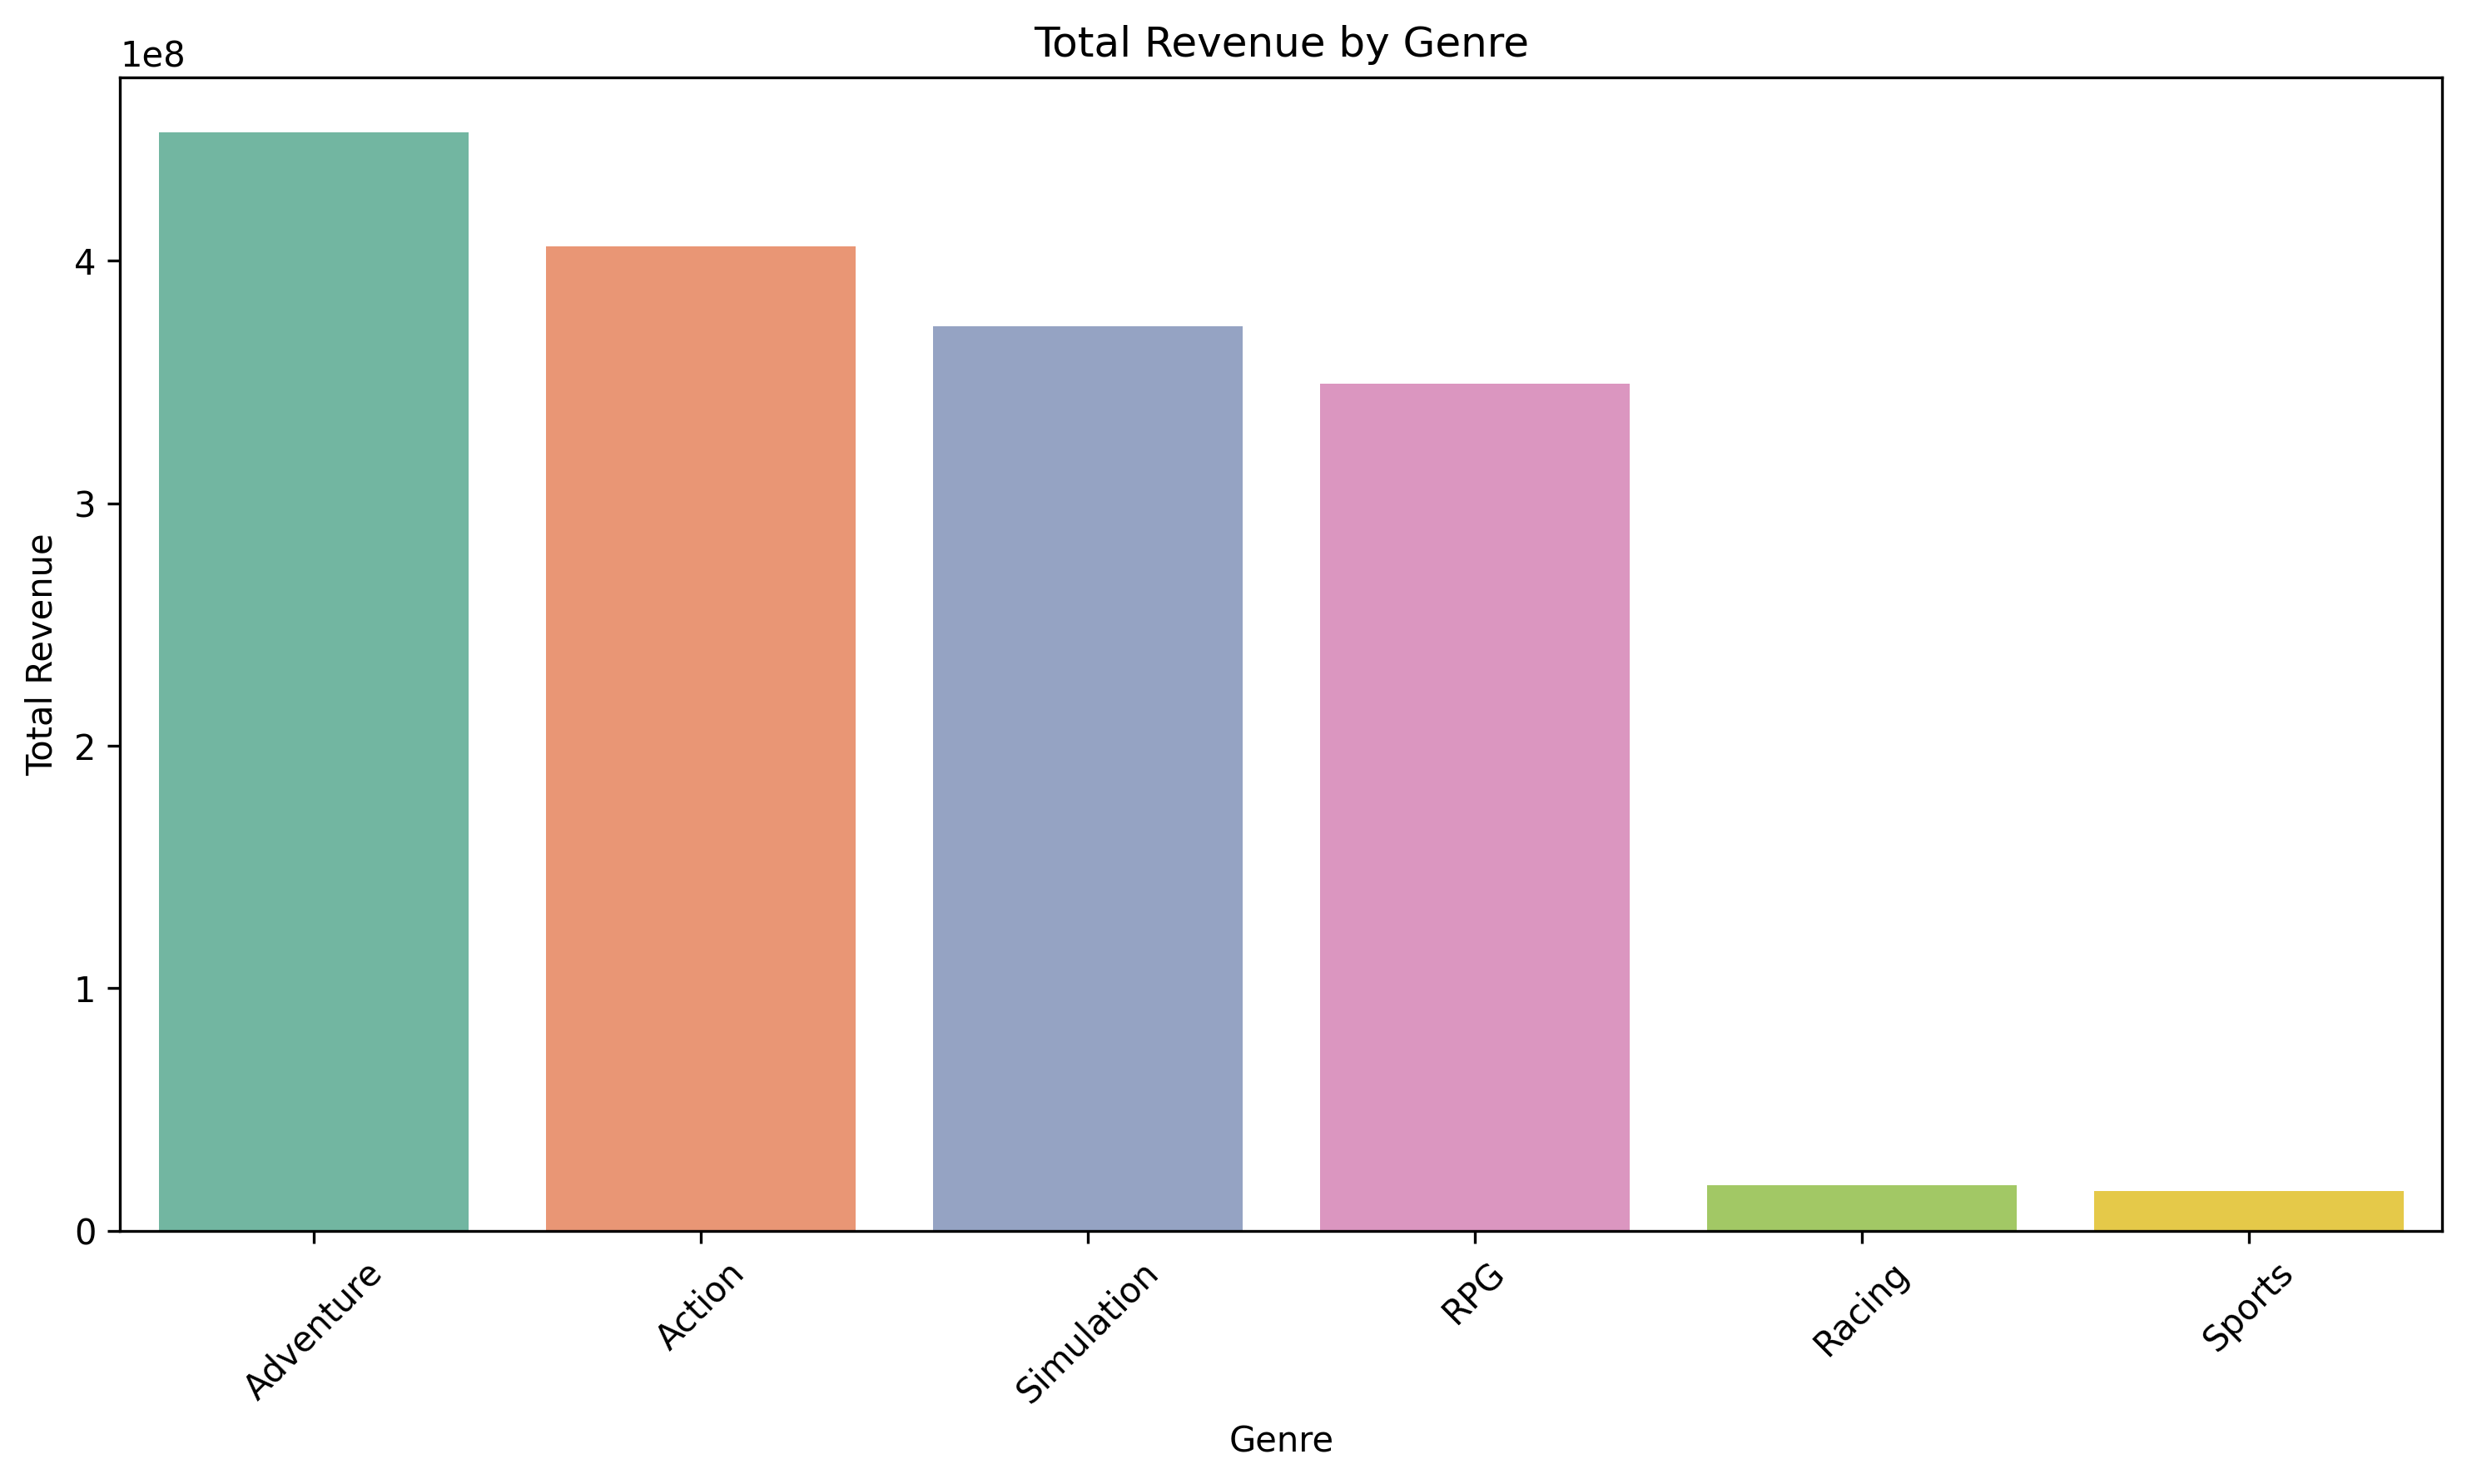 Total Revenue by Genre
1e8
4
3
2
1
0
Total Revenue
Adventure
Action
Simulation
RPG
Racing
Sports
Genre